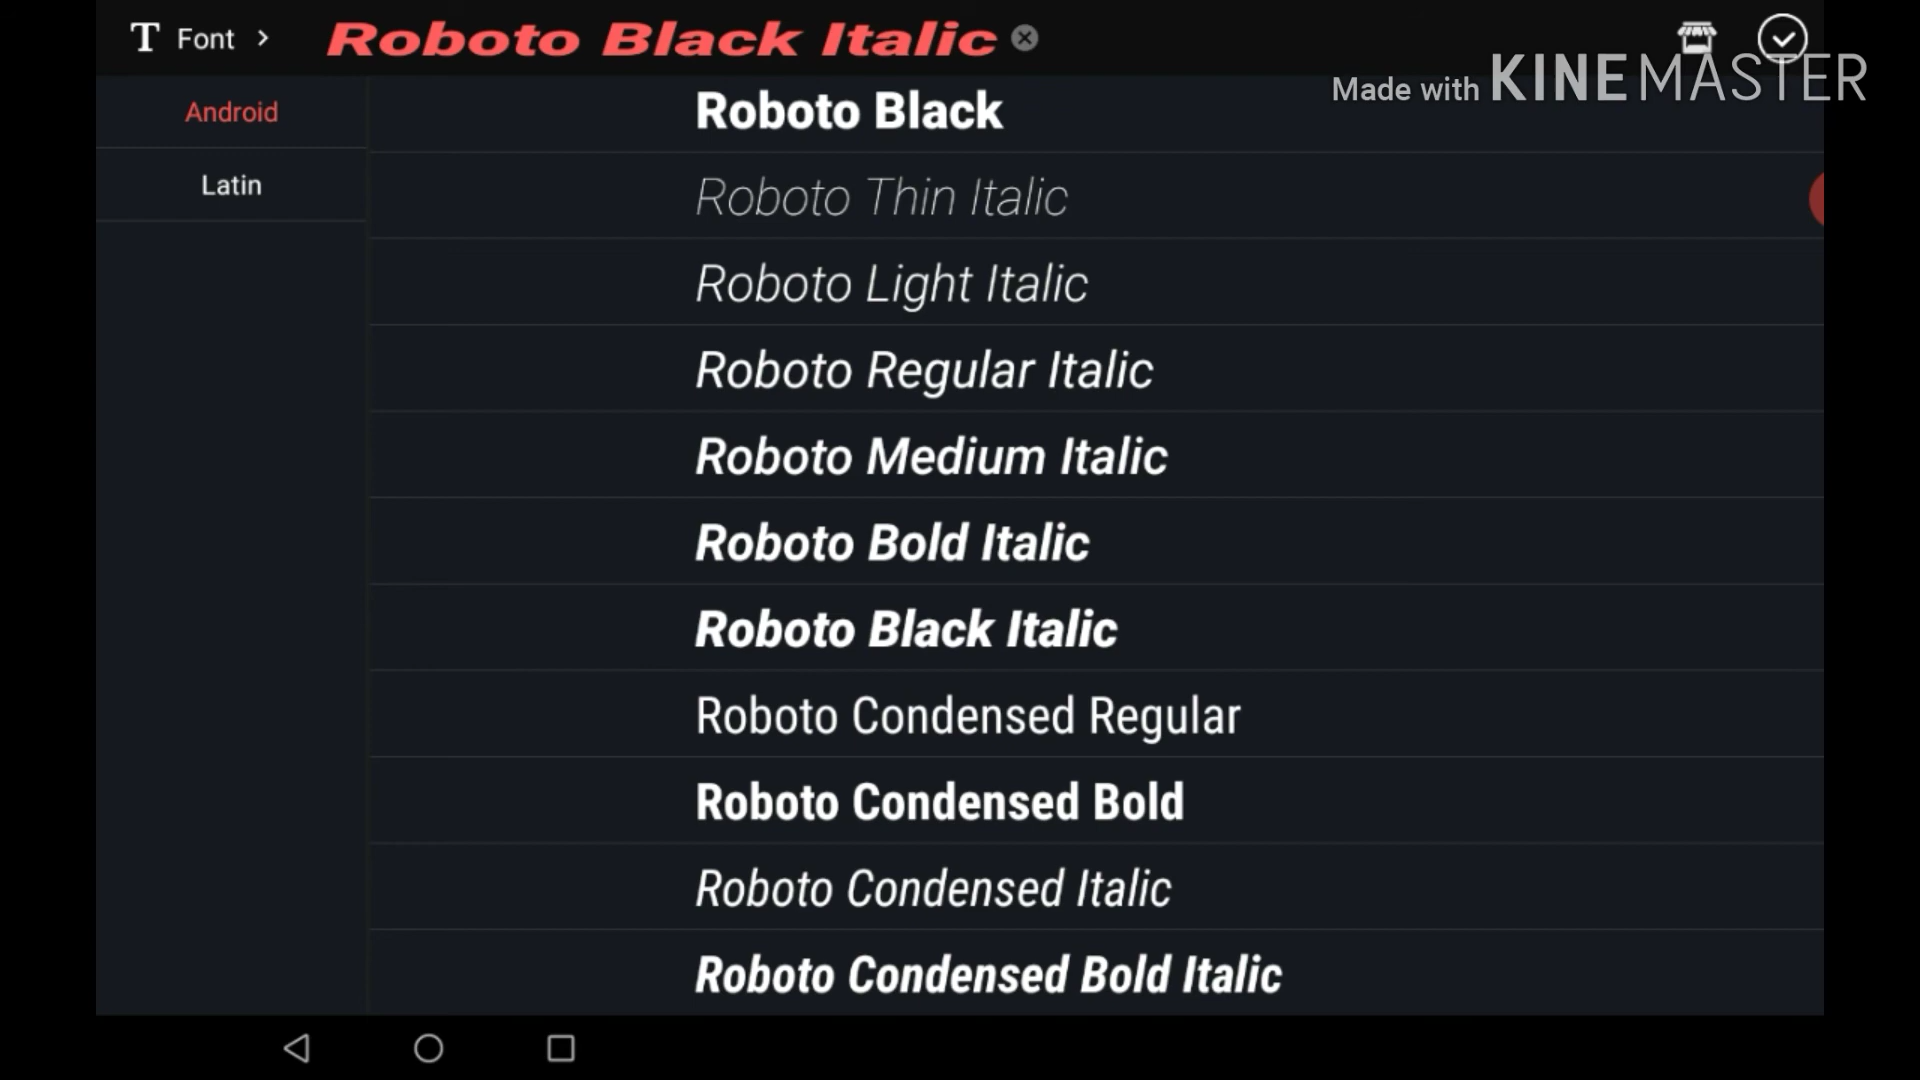 T Font > Roboto Black Italic
Made with KINEMASTER
Android
Latin
Roboto Black
Roboto Thin Italic
Roboto Light Italic
Roboto Regular Italic
Roboto Medium Italic
Roboto Bold Italic
Roboto Black Italic
Roboto Condensed Regular
Roboto Condensed Bold
Roboto Condensed Italic
Roboto Condensed Bold Italic